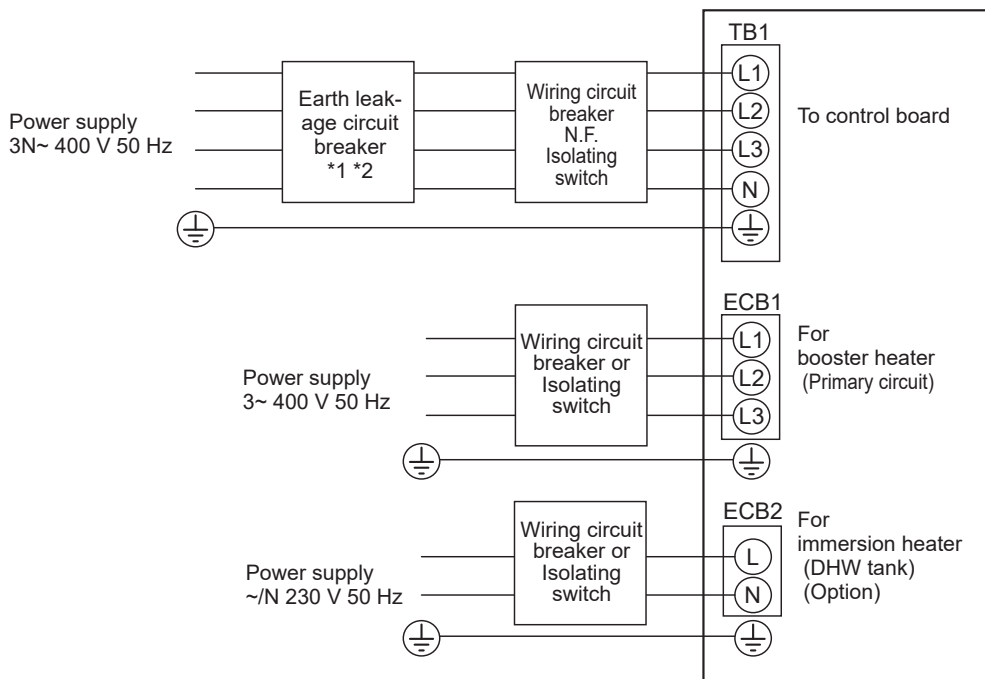 TB1
Power supply
3N~ 400 V 50 Hz
Earth leak-
age circuit
breaker
*1 *2
Wiring circuit
breaker
N.F.
Isolating
switch
L1
L2
L3
N
To control board
ECB1
Power supply
3~ 400 V 50 Hz
Wiring circuit
breaker or
Isolating
switch
L1
L2
L3
For
booster heater
(Primary circuit)
ECB2
Power supply
~/N 230 V 50 Hz
Wiring circuit
breaker or
Isolating
switch
L
N
For
immersion heater
(DHW tank)
(Option)